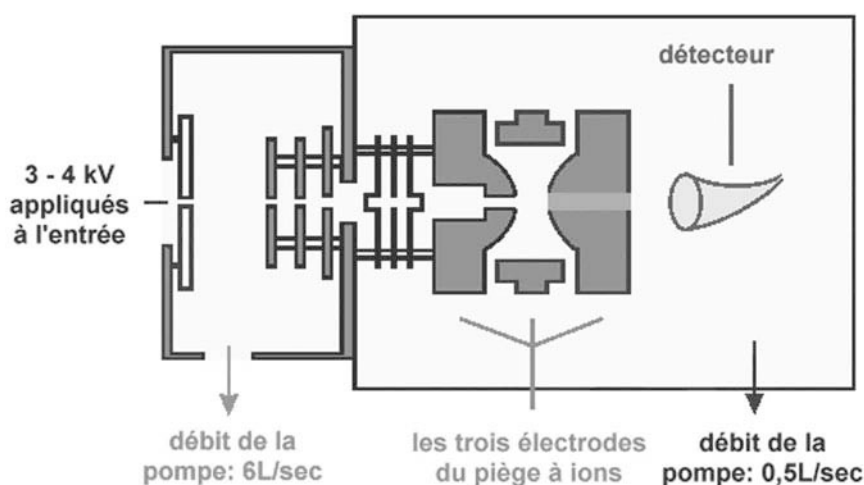 détecteur
3 - 4 kV
appliqués
à l'entrée
débit de la
pompe: 6L/sec
les trois électrodes
du piège à ions
débit de la
pompe: 0,5L/sec